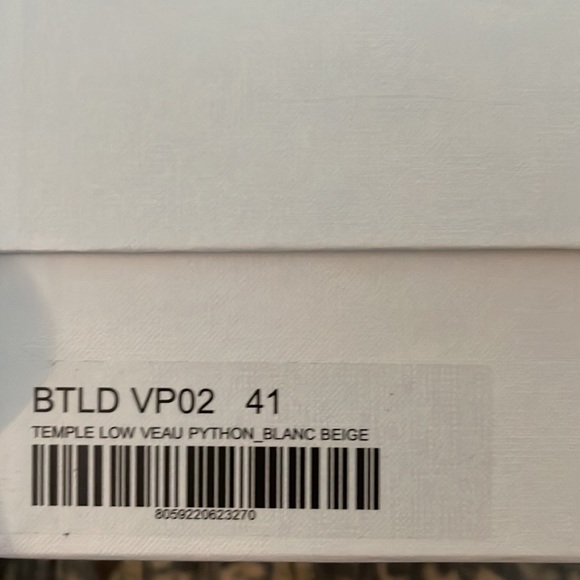 BTLD VP02 41
TEMPLE LOW VEAU PYTHON_BLANC BEIGE
8059220623270